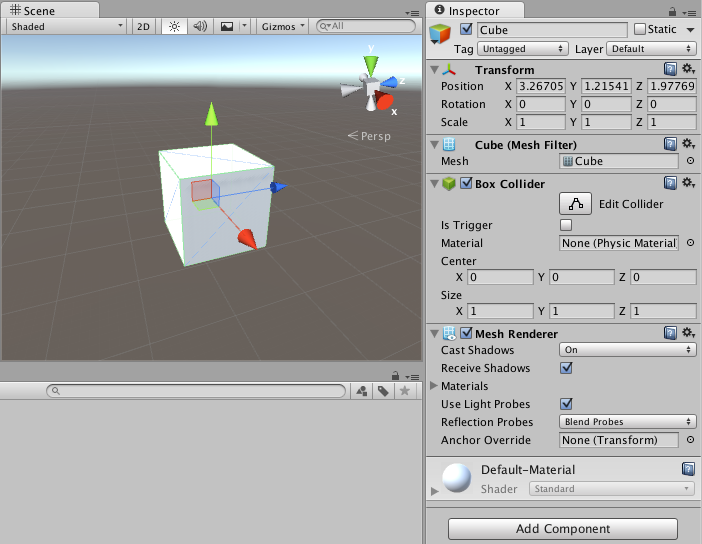 Scene
Shaded 2D Gizmos All
y
z
x
Persp
Inspector
Cube Static
Tag Untagged Layer Default
Transform
Position X 3.26705 Y 1.21541 Z 1.97769
Rotation X 0 Y 0 Z 0
Scale X 1 Y 1 Z 1
Cube (Mesh Filter)
Mesh Cube
Box Collider
Edit Collider
Is Trigger
Material None (Physic Material
Center
X 0 Y 0 Z 0
Size
X 1 Y 1 Z 1
Mesh Renderer
Cast Shadows On
Receive Shadows
Materials
Use Light Probes
Reflection Probes Blend Probes
Anchor Override None (Transform)
Default-Material
Shader Standard
Add Component